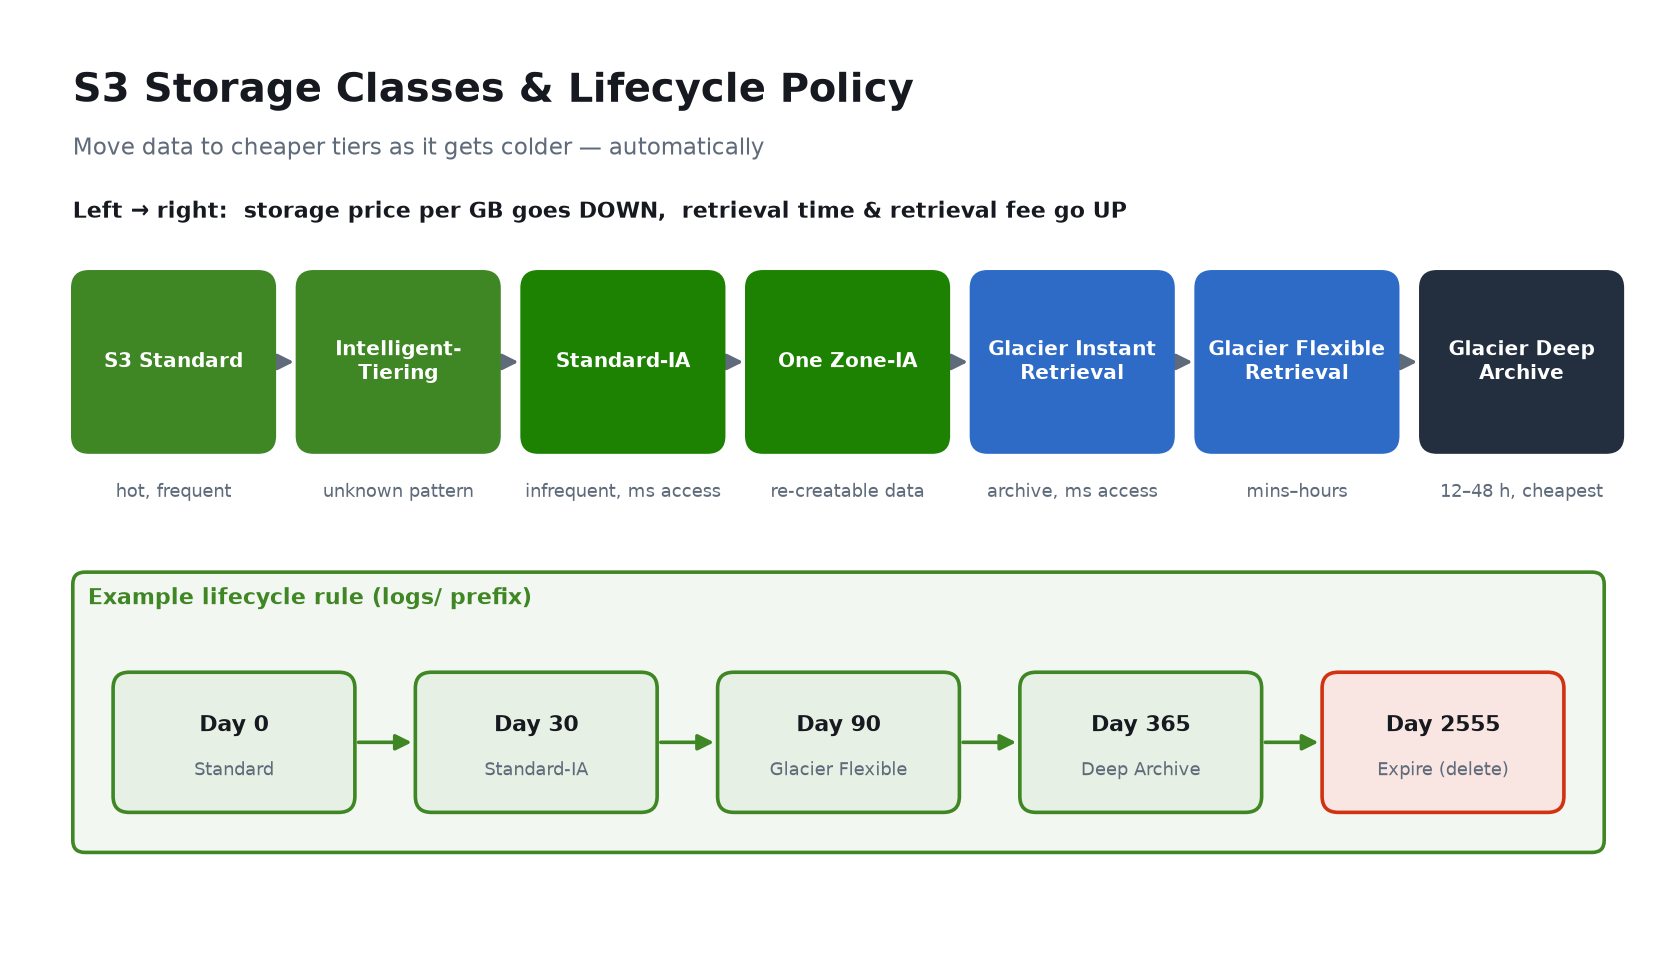 S3 Storage Classes & Lifecycle Policy
Move data to cheaper tiers as it gets colder — automatically
Left → right:  storage price per GB goes DOWN,  retrieval time & retrieval fee go UP
S3 Standard
Intelligent-
Tiering
Standard-IA
One Zone-IA
Glacier Instant
Retrieval
Glacier Flexible
Retrieval
Glacier Deep
Archive
hot, frequent
unknown pattern
infrequent, ms access
re-creatable data
archive, ms access
mins–hours
12–48 h, cheapest
Example lifecycle rule (logs/ prefix)
Day 0
Standard
Day 30
Standard-IA
Day 90
Glacier Flexible
Day 365
Deep Archive
Day 2555
Expire (delete)